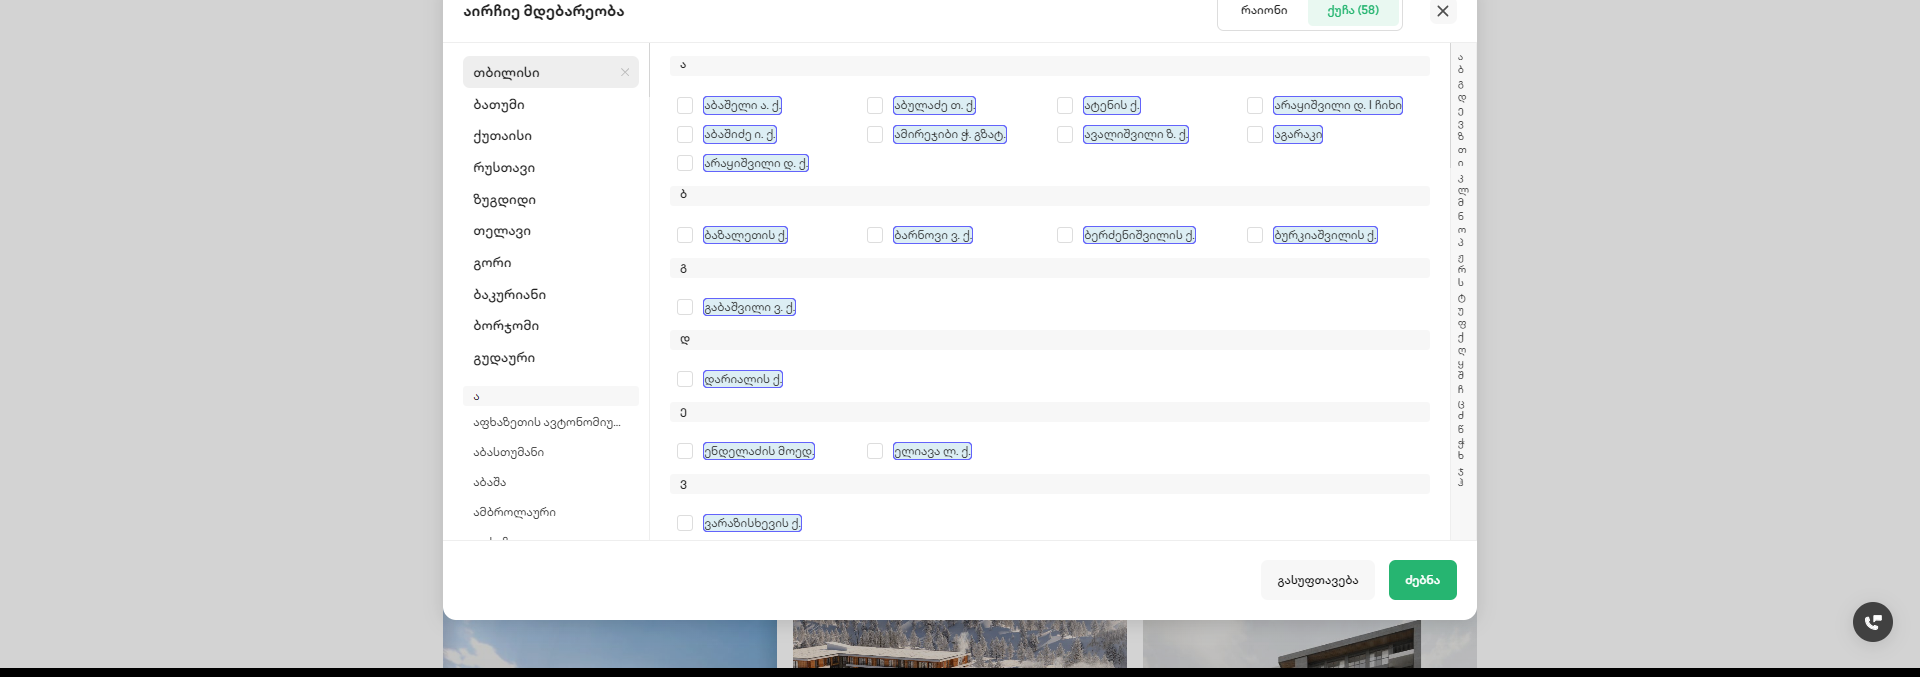 აირჩიე მდებარეობა
რაიონი
ქუჩა (58)
თბილისი
ბათუმი
ქუთაისი
რუსთავი
ზუგდიდი
თელავი
გორი
ბაკურიანი
ბორჯომი
გუდაური
ა
აფხაზეთის ავტონომიუ...
აბასთუმანი
აბაშა
ამბროლაური
ა
აბაშელი ა. ქ.
აბულაძე თ. ქ.
ატენის ქ.
არაყიშვილი დ. I ჩიხი
აბაშიძე ი. ქ.
ამირეჯიბი ჭ. გზატ.
ავალიშვილი ზ. ქ.
აგარაკი
არაყიშვილი დ. ქ.
ბ
ბაზალეთის ქ.
ბარნოვი ვ. ქ.
ბერძენიშვილის ქ.
ბურკიაშვილის ქ.
გ
გაბაშვილი ვ. ქ.
დ
დარიალის ქ.
ე
ენდელაძის მოედ.
ელიავა ლ. ქ.
ვ
ვარაზისხევის ქ.
ა
ბ
გ
დ
ე
ვ
ზ
თ
ი
კ
ლ
მ
ნ
ო
პ
ჟ
რ
ს
ტ
უ
ფ
ქ
ღ
ყ
შ
ჩ
ც
ძ
წ
ჭ
ხ
ჯ
ჰ
გასუფთავება
ძებნა